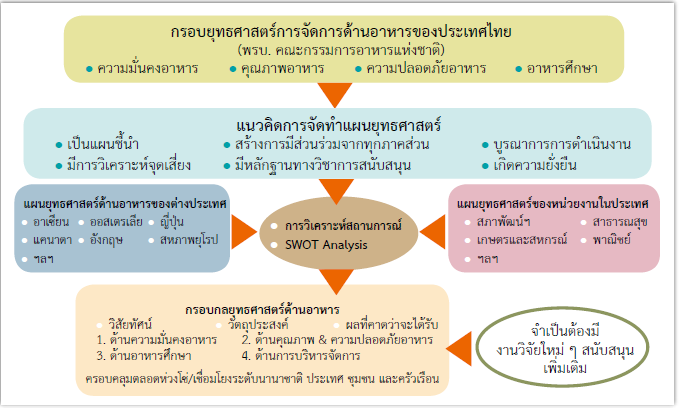 กรอบยุทธศาสตร์การจัดการด้านอาหารของประเทศไทย
(พรบ. คณะกรรมการอาหารแห่งชาติ)
• ความมั่นคงอาหาร • คุณภาพอาหาร • ความปลอดภัยอาหาร • อาหารศึกษา
แนวคิดการจัดทำแผนยุทธศาสตร์
• เป็นแผนชี้นำ • สร้างการมีส่วนร่วมจากทุกภาคส่วน • บูรณาการการดำเนินงาน
• มีการวิเคราะห์จุดเสี่ยง • มีหลักฐานทางวิชาการสนับสนุน • เกิดความยั่งยืน
แผนยุทธศาสตร์ด้านอาหารของต่างประเทศ
• อาเซียน • ออสเตรเลีย • ญี่ปุ่น
• แคนาดา • อังกฤษ • สหภาพยุโรป
• ฯลฯ
• การวิเคราะห์สถานการณ์
• SWOT Analysis
แผนยุทธศาสตร์ของหน่วยงานในประเทศ
• สภาพัฒน์ฯ • สาธารณสุข
• เกษตรและสหกรณ์ • พาณิชย์
• ฯลฯ
กรอบกลยุทธศาสตร์ด้านอาหาร
• วิสัยทัศน์ • วัตถุประสงค์ • ผลที่คาดว่าจะได้รับ
1. ด้านความมั่นคงอาหาร 2. ด้านคุณภาพ & ความปลอดภัยอาหาร
3. ด้านอาหารศึกษา 4. ด้านการบริหารจัดการ
ครอบคลุมตลอดห่วงโซ่/เชื่อมโยงระดับนานาชาติ ประเทศ ชุมชน และครัวเรือน
จำเป็นต้องมี
งานวิจัยใหม่ ๆ สนับสนุน
เพิ่มเติม